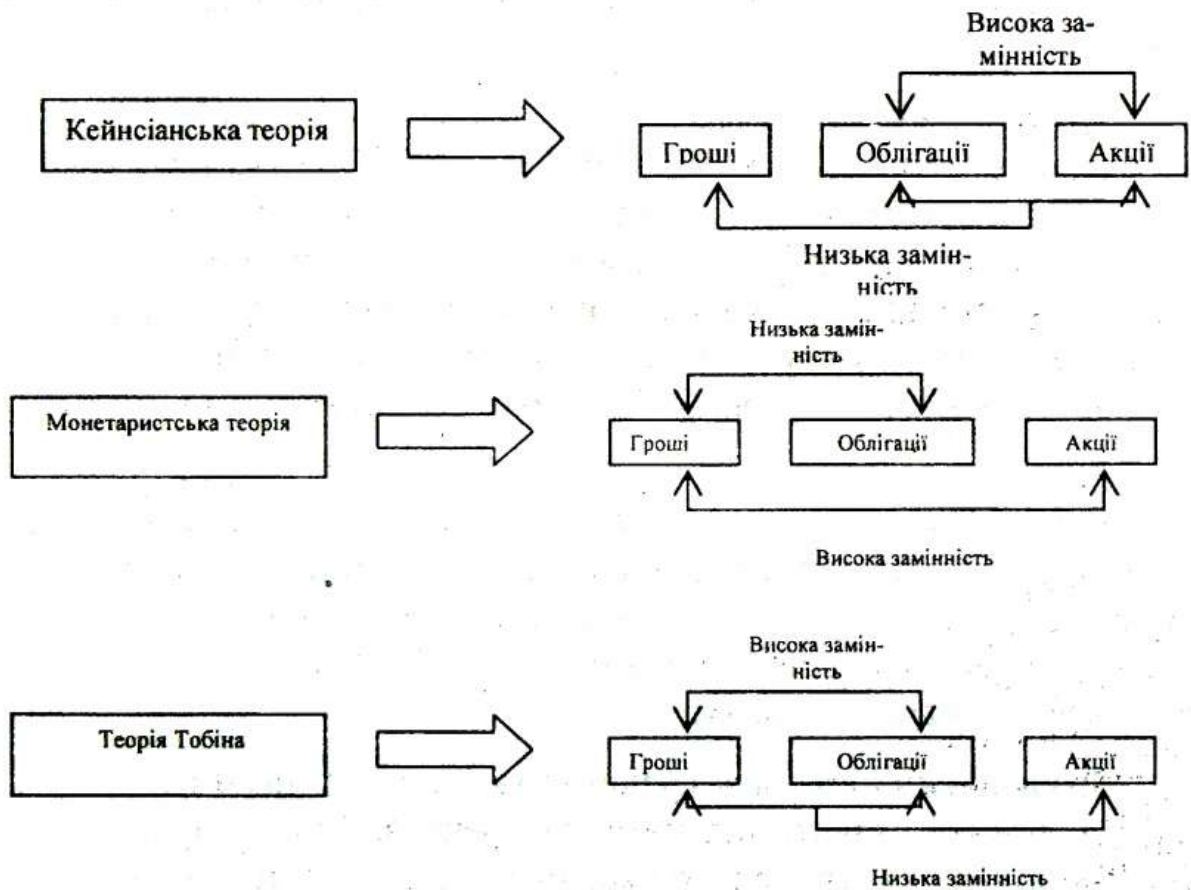 Висока за-
мінність
Кейнсіанська теорія
Гроші
Облігації
Акції
Низька замін-
ність
Низька замін-
ність
Монетаристська теорія
Гроші
Облігації
Акції
Висока замінність
Висока замін-
ність
Теорія Тобіна
Гроші
Облігації
Акції
Низька замінність